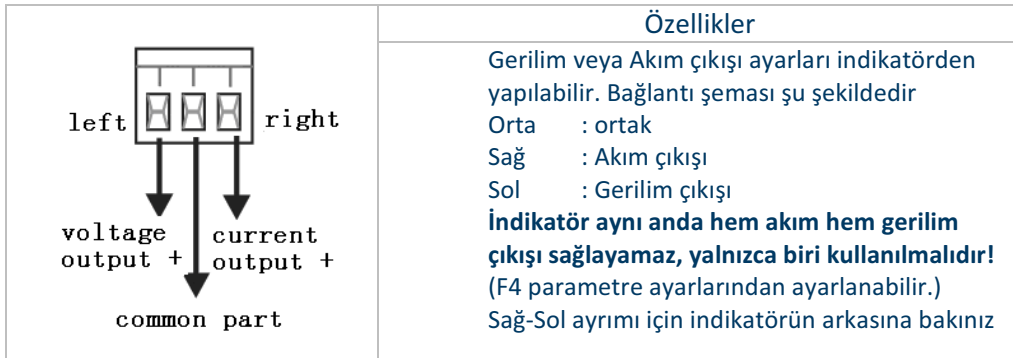 left
right
voltage
output +
current
output +
common part
Özellikler
Gerilim veya Akım çıkışı ayarları indikatörden
yapılabilir. Bağlantı şeması şu şekildedir
Orta : ortak
Sağ : Akım çıkışı
Sol : Gerilim çıkışı
İndikatör aynı anda hem akım hem gerilim
çıkışı sağlayamaz, yalnızca biri kullanılmalıdır!
(F4 parametre ayarlarından ayarlanabilir.)
Sağ-Sol ayrımı için indikatörün arkasına bakınız